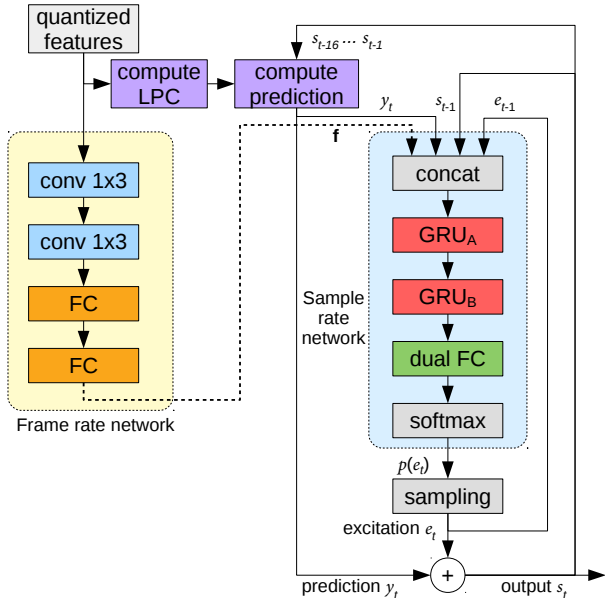 quantized
features
s_{t-16} ... s_{t-1}
compute
LPC
compute
prediction
y_t
s_{t-1}
e_{t-1}
f
conv 1x3
concat
conv 1x3
GRU_A
FC
GRU_B
Sample
rate
network
FC
dual FC
Frame rate network
softmax
p(e_t)
sampling
excitation e_t
+
prediction y_t
output s_t